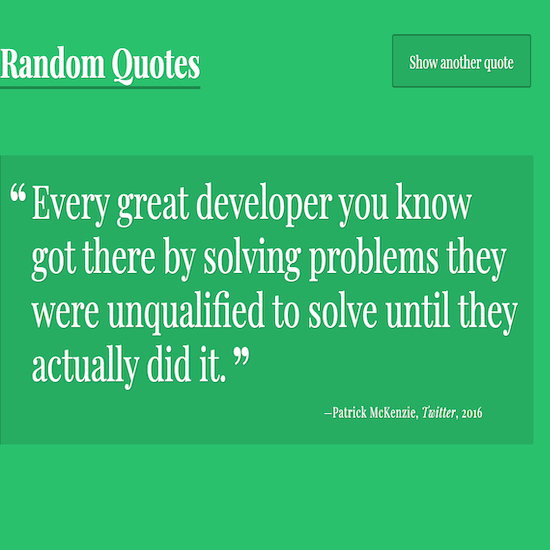 Random Quotes
Show another quote
“Every great developer you know
got there by solving problems they
were unqualified to solve until they
actually did it.”
—Patrick McKenzie, Twitter, 2016